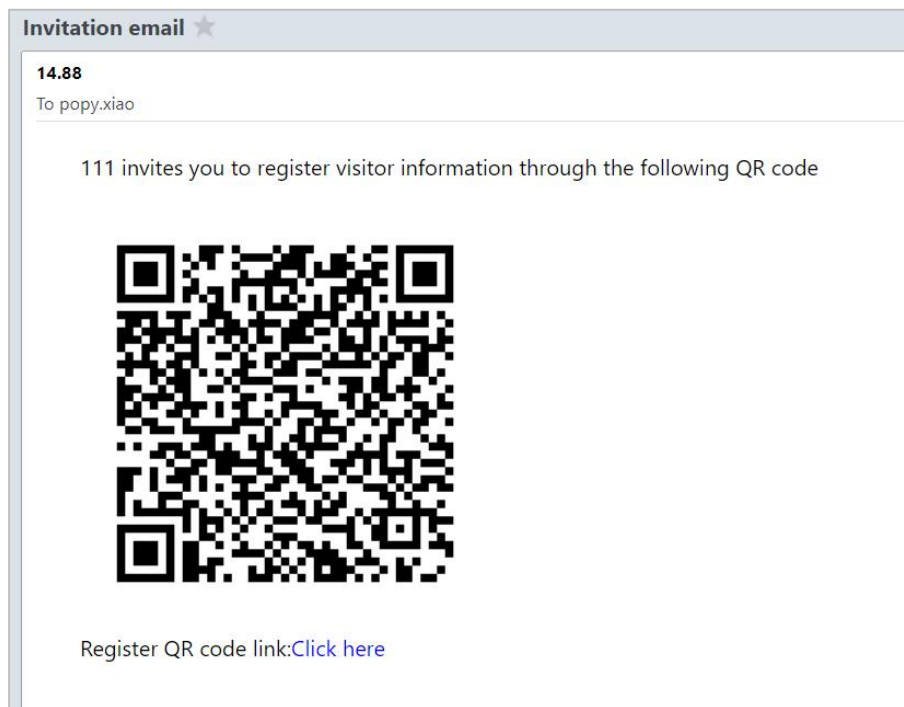 Invitation email
14.88
To popy.xiao
111 invites you to register visitor information through the following QR code
Register QR code link:Click here